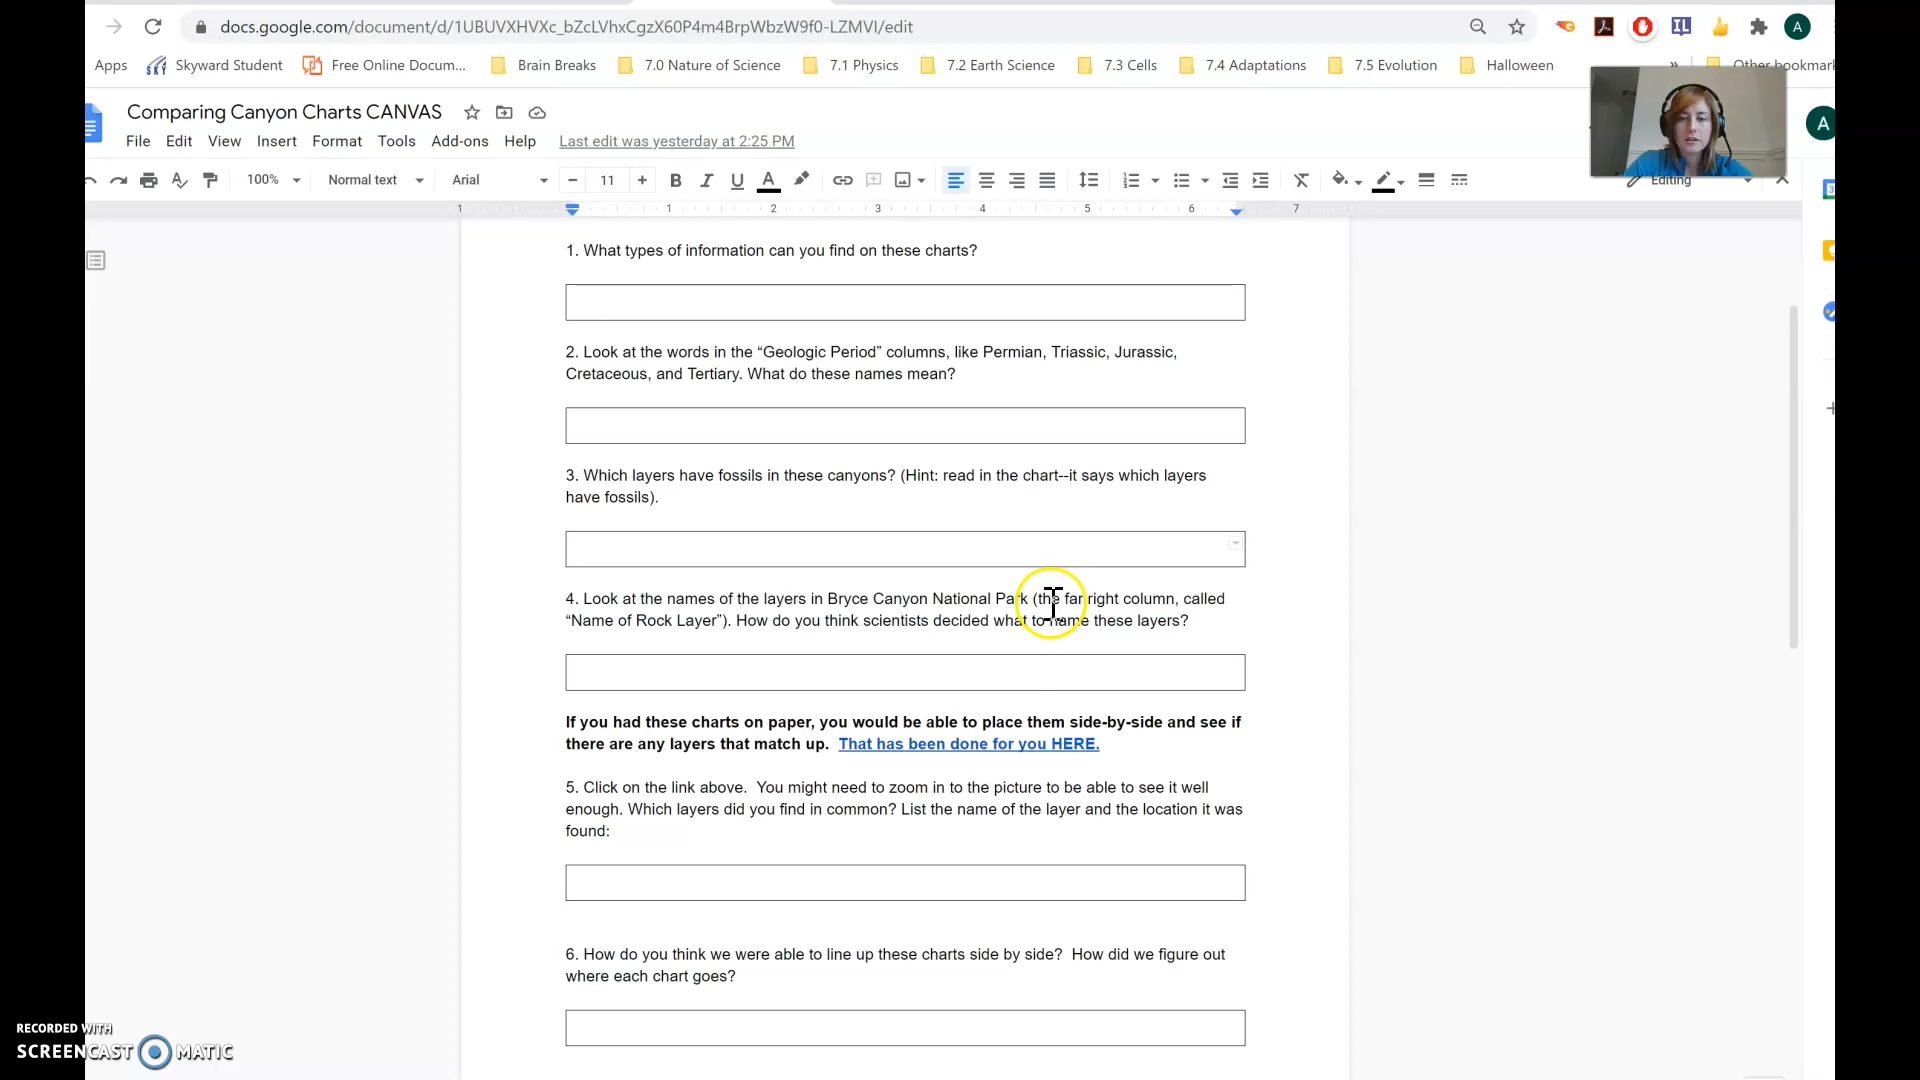 docs.google.com/document/d/1UBUVXHVXc_bZcLVhxCgzX60P4m4BrpWbzW9f0-LZMVI/edit
A
Apps Skyward Student Free Online Docum... Brain Breaks 7.0 Nature of Science 7.1 Physics 7.2 Earth Science 7.3 Cells 7.4 Adaptations 7.5 Evolution Halloween » Other bookmark
Comparing Canyon Charts CANVAS
A
File Edit View Insert Format Tools Add-ons Help Last edit was yesterday at 2:25 PM
100% Normal text Arial 11 B I U A Editing
1 1 2 3 4 5 6 7
1. What types of information can you find on these charts?
2. Look at the words in the “Geologic Period” columns, like Permian, Triassic, Jurassic,
Cretaceous, and Tertiary. What do these names mean?
3. Which layers have fossils in these canyons? (Hint: read in the chart--it says which layers
have fossils).
4. Look at the names of the layers in Bryce Canyon National Park (the far right column, called
“Name of Rock Layer”). How do you think scientists decided what to name these layers?
If you had these charts on paper, you would be able to place them side-by-side and see if
there are any layers that match up. That has been done for you HERE.
5. Click on the link above. You might need to zoom in to the picture to be able to see it well
enough. Which layers did you find in common? List the name of the layer and the location it was
found:
6. How do you think we were able to line up these charts side by side? How did we figure out
where each chart goes?
RECORDED WITH
SCREENCAST MATIC